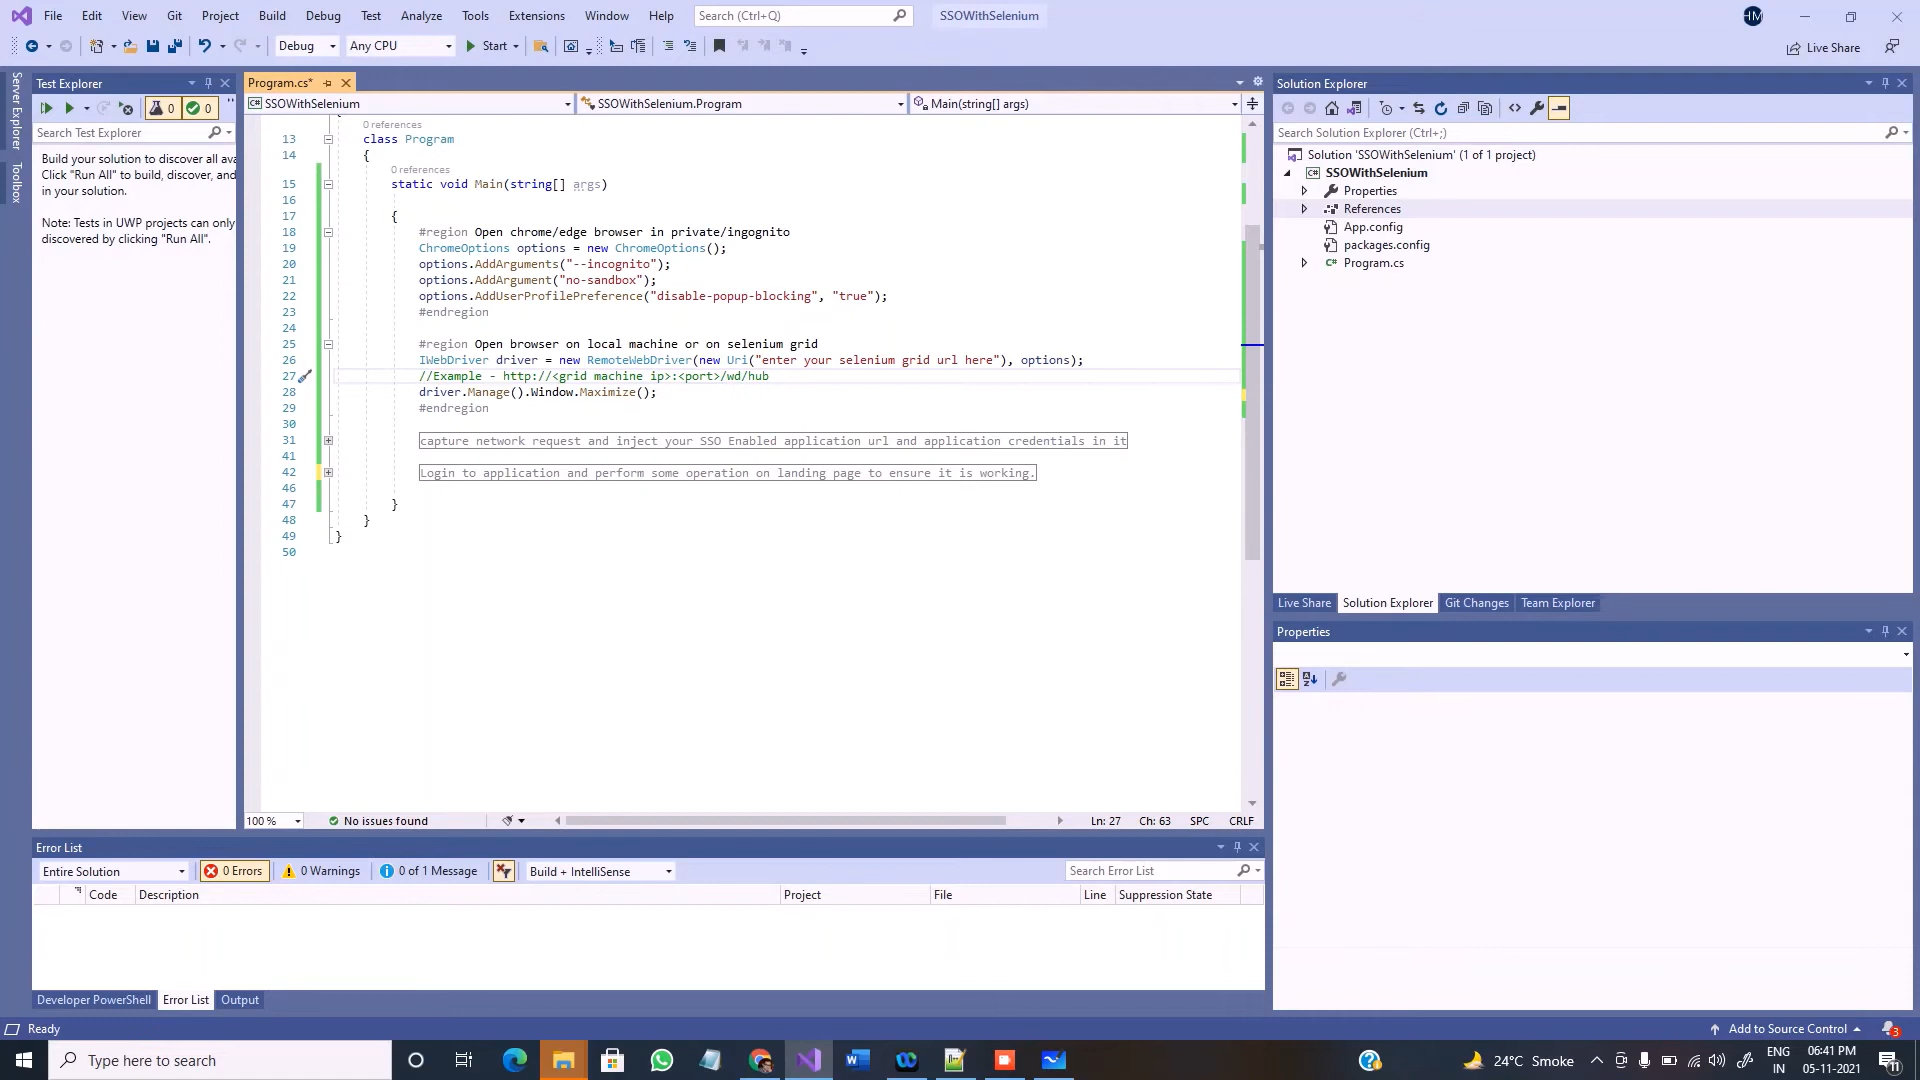 File Edit View Git Project Build Debug Test Analyze Tools Extensions Window Help Search (Ctrl+Q) SSOWithSelenium HM
Debug Any CPU Start Live Share
Server Explorer
Toolbox
Test Explorer
0 0
Search Test Explorer
Build your solution to discover all ava
Click "Run All" to build, discover, and
in your solution.
Note: Tests in UWP projects can only
discovered by clicking "Run All".
Program.cs*
SSOWithSelenium SSOWithSelenium.Program Main(string[] args)
0 references
13 class Program
14 {
0 references
15 static void Main(string[] args)
16
17 {
18 #region Open chrome/edge browser in private/ingognito
19 ChromeOptions options = new ChromeOptions();
20 options.AddArguments("--incognito");
21 options.AddArgument("no-sandbox");
22 options.AddUserProfilePreference("disable-popup-blocking", "true");
23 #endregion
24
25 #region Open browser on local machine or on selenium grid
26 IWebDriver driver = new RemoteWebDriver(new Uri("enter your selenium grid url here"), options);
27 //Example - http://<grid machine ip>:<port>/wd/hub
28 driver.Manage().Window.Maximize();
29 #endregion
30
31 capture network request and inject your SSO Enabled application url and application credentials in it
41
42 Login to application and perform some operation on landing page to ensure it is working.
46
47 }
48 }
49 }
50
100 % No issues found Ln: 27 Ch: 63 SPC CRLF
Solution Explorer
Search Solution Explorer (Ctrl+;)
Solution 'SSOWithSelenium' (1 of 1 project)
C# SSOWithSelenium
Properties
References
App.config
packages.config
C# Program.cs
Live Share Solution Explorer Git Changes Team Explorer
Properties
Error List
Entire Solution 0 Errors 0 Warnings 0 of 1 Message Build + IntelliSense Search Error List
Code Description Project File Line Suppression State
Developer PowerShell Error List Output
Ready Add to Source Control 3
Type here to search 24°C Smoke ENG IN 06:41 PM 05-11-2021 11